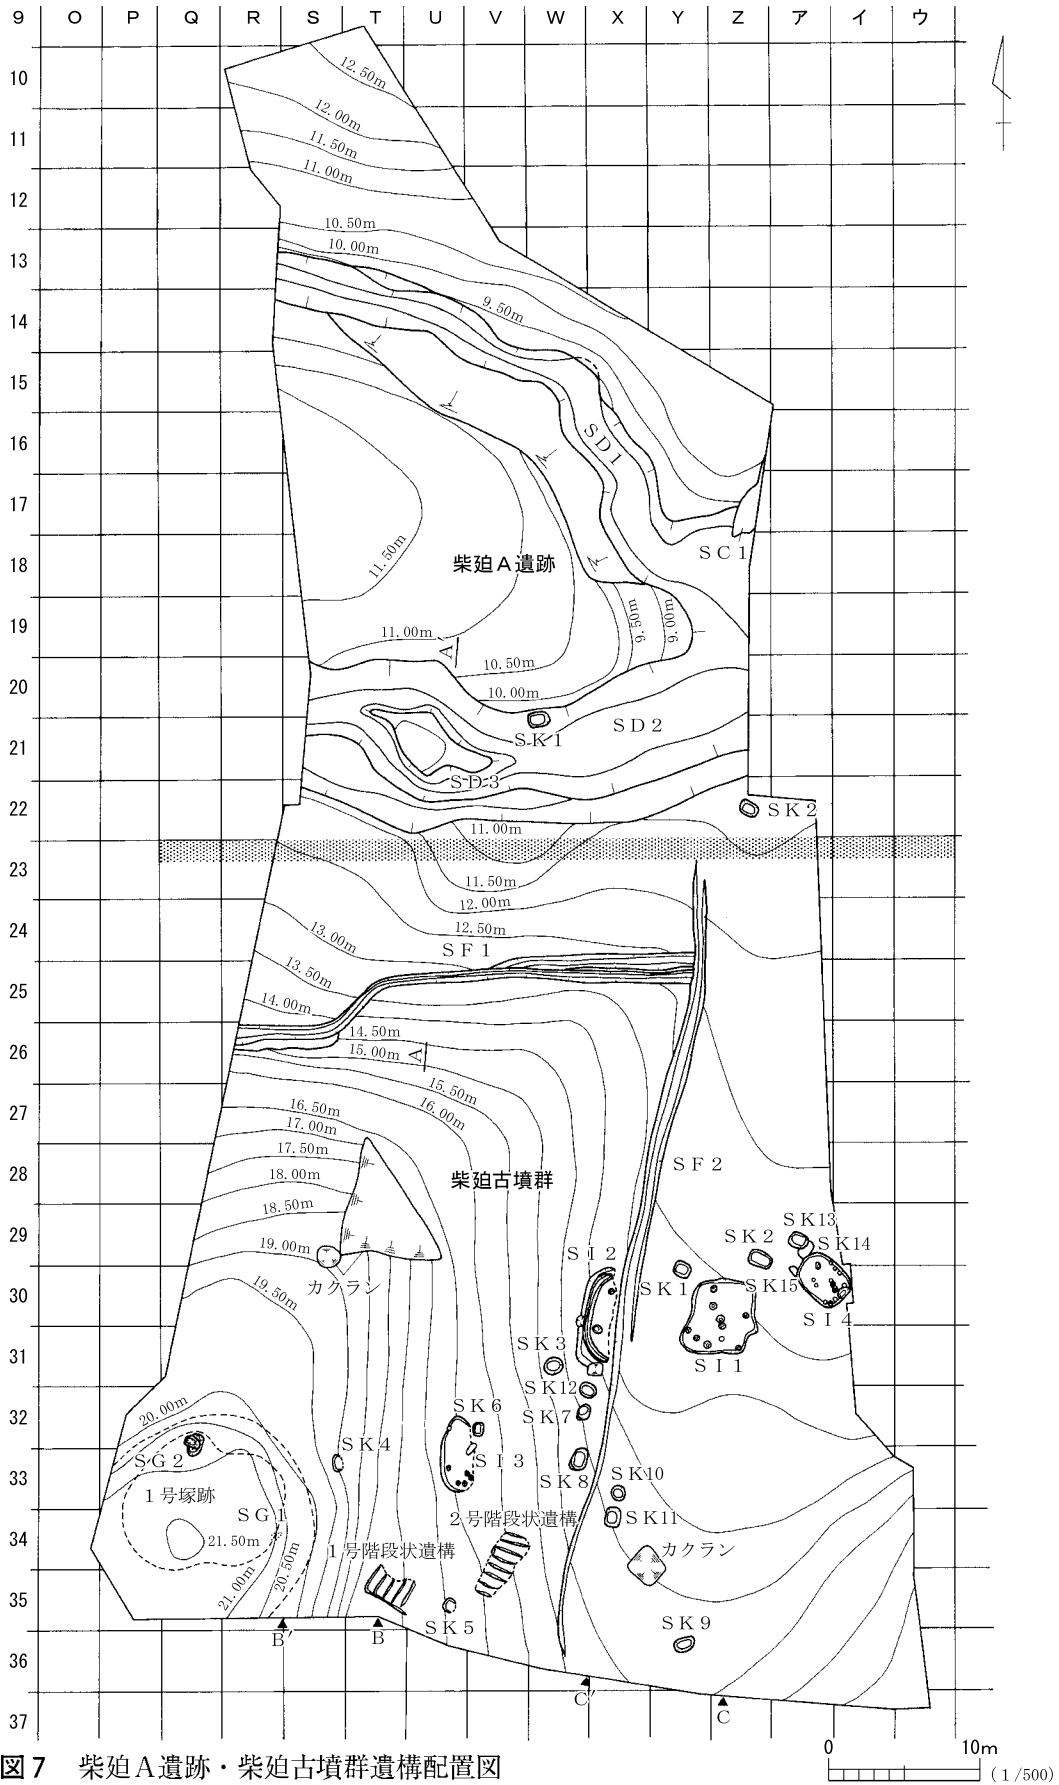 9 O P Q R S T U V W X Y Z ア イ ウ
10
11
12
13
14
15
16
17
18
19
20
21
22
23
24
25
26
27
28
29
30
31
32
33
34
35
36
37
12.50m
12.00m
11.50m
11.00m
10.50m
10.00m
9.50m
SD1
SC1
11.50m
柴廹A遺跡
9.50m
9.00m
11.00m
A′
10.50m
10.00m
SK1
SD2
SD3
SK2
11.00m
11.50m
12.00m
12.50m
SF1
13.00m
13.50m
14.00m
14.50m
15.00m
A
15.50m
16.00m
16.50m
17.00m
17.50m
18.00m
18.50m
19.00m
カクラン
19.50m
柴廹古墳群
SF2
SK13
SK2
SK14
SI2
SK1
SK15
SI4
SI1
SK3
SK12
SK7
SK6
SK4
SI3
SK8
SK10
SK11
20.00m
SG2
1号塚跡
SG1
21.50m
21.00m
20.50m
2号階段状遺構
1号階段状遺構
カクラン
SK5
SK9
B′
B
C′
C
図7 柴廹A遺跡・柴廹古墳群遺構配置図
0 10m
(1/500)